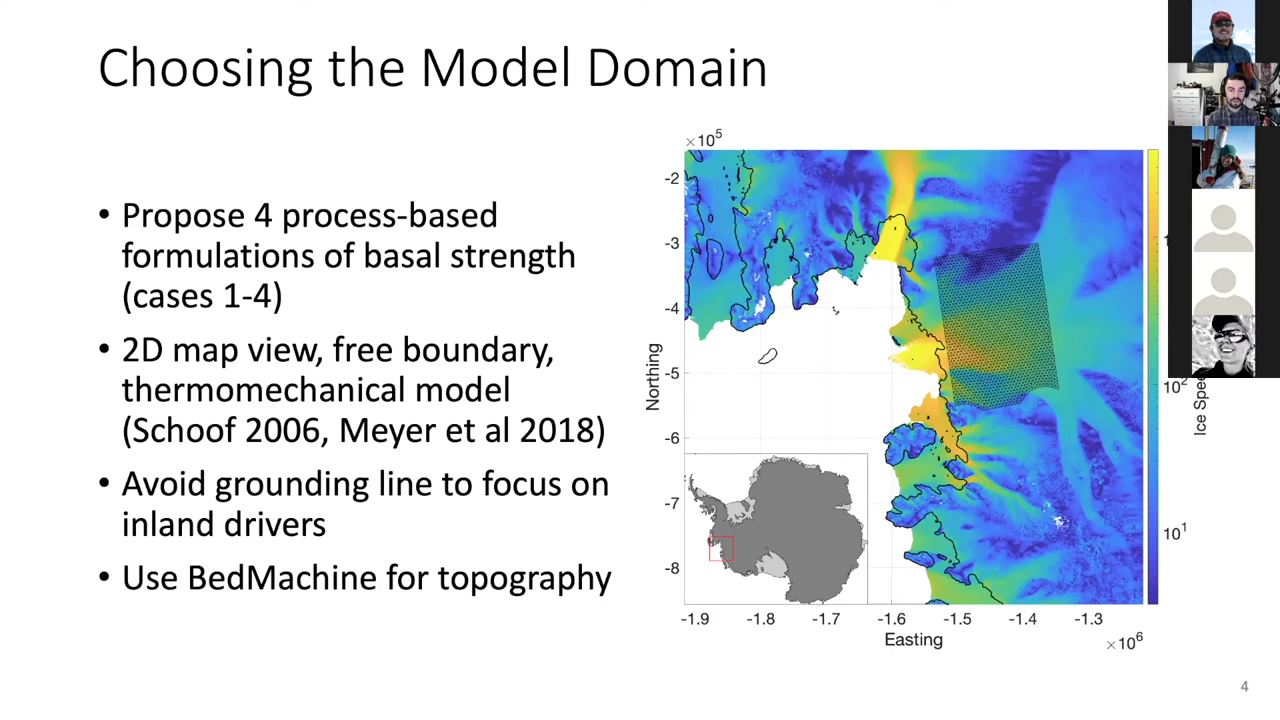 Choosing the Model Domain
• Propose 4 process-based
formulations of basal strength
(cases 1-4)
• 2D map view, free boundary,
thermomechanical model
(Schoof 2006, Meyer et al 2018)
• Avoid grounding line to focus on
inland drivers
• Use BedMachine for topography
×10⁵
-2
-3
-4
-5
-6
-7
-8
Northing
-1.9 -1.8 -1.7 -1.6 -1.5 -1.4 -1.3
Easting
×10⁶
10²
10¹
Ice
4